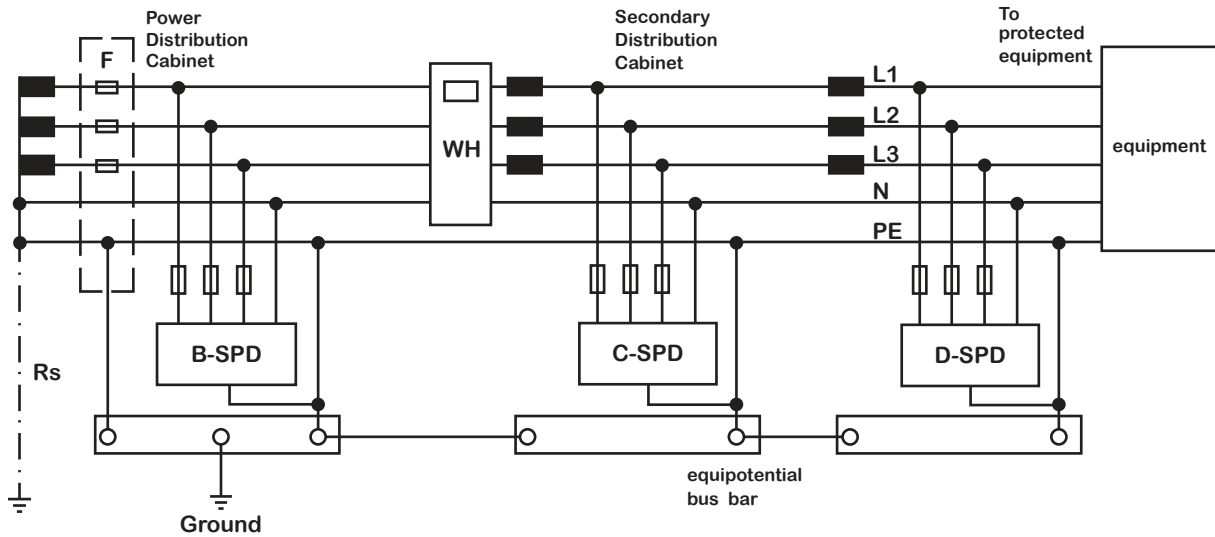 Power
Distribution
Cabinet
Secondary
Distribution
Cabinet
To
protected
equipment
F
L1
L2
L3
N
PE
WH
equipment
B-SPD
C-SPD
D-SPD
Rs
equipotential
bus bar
Ground